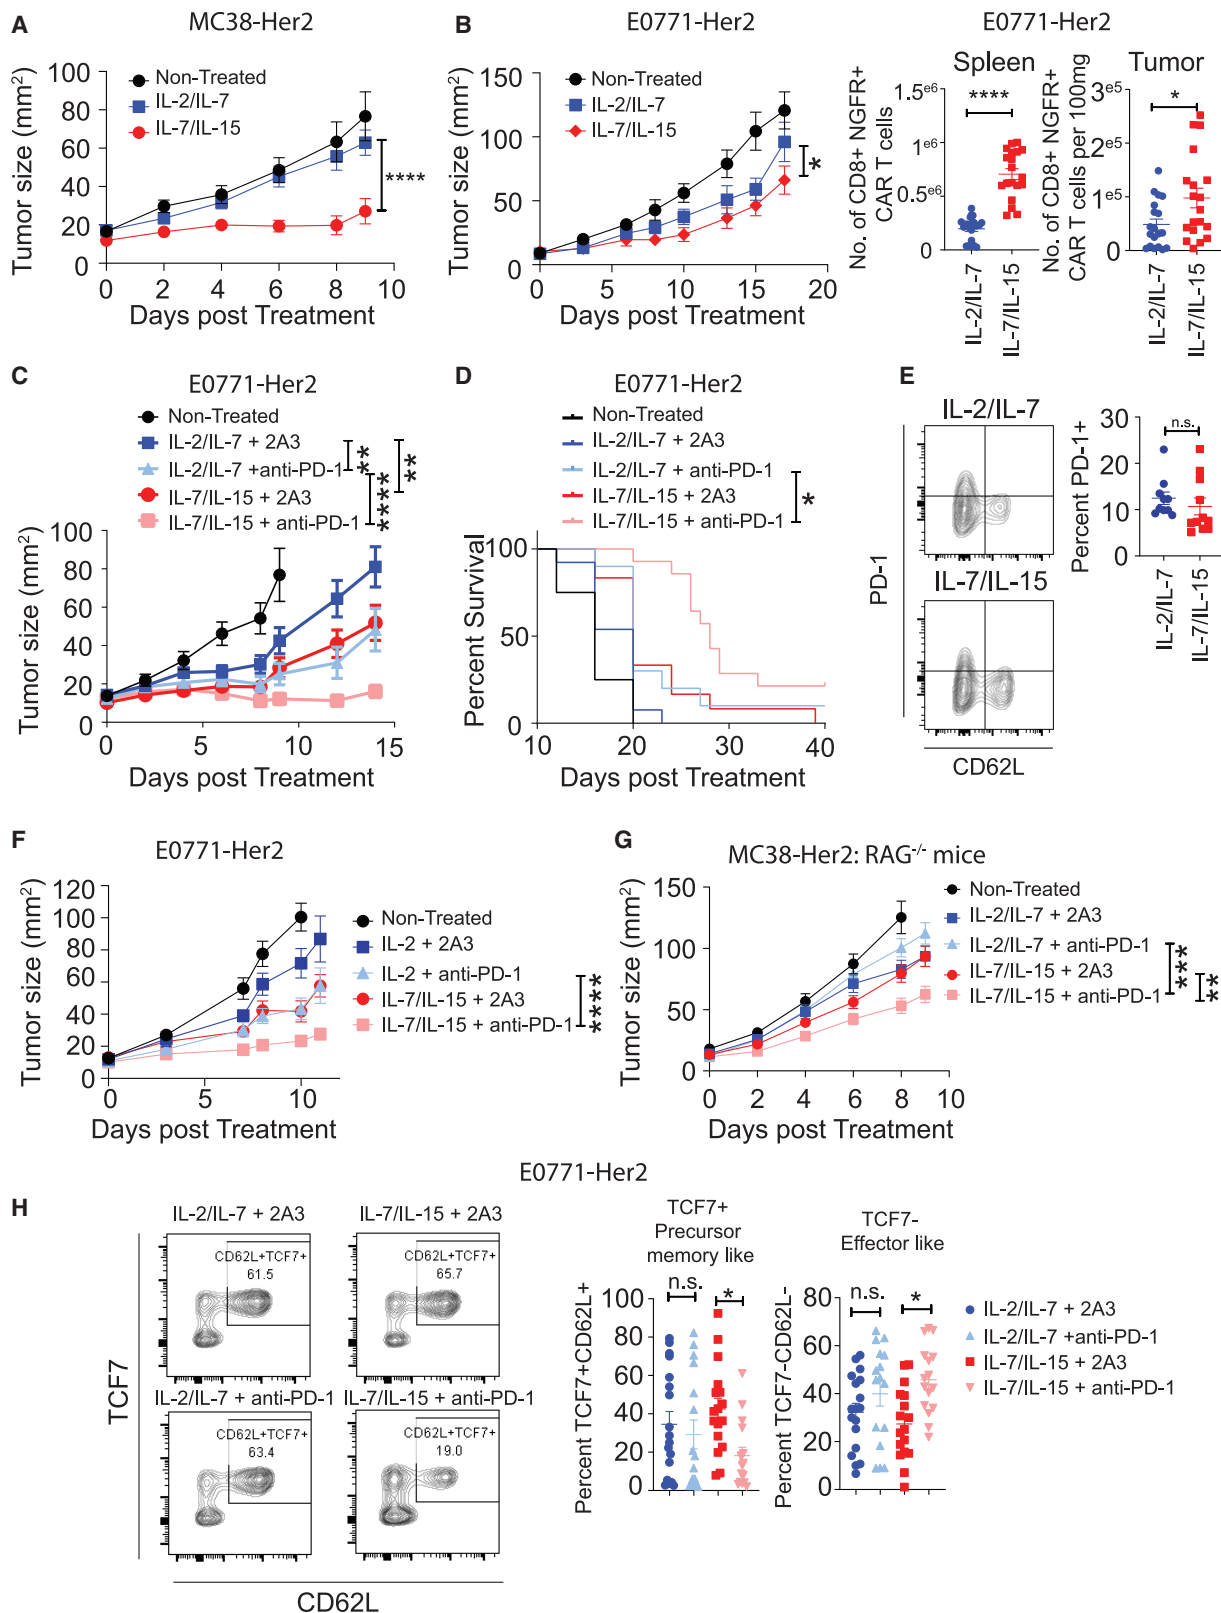 A
MC38-Her2
Tumor size (mm²)
100
80
60
40
20
0
Non-Treated
IL-2/IL-7
IL-7/IL-15
****
0 2 4 6 8 10
Days post Treatment
B
E0771-Her2
Tumor size (mm²)
150
100
50
0
Non-Treated
IL-2/IL-7
IL-7/IL-15
*
0 5 10 15 20
Days post Treatment
E0771-Her2
Spleen
No. of CD8+ NGFR+
CAR T cells
1.5e6
1e6
0.5e6
0
****
IL-2/IL-7
IL-7/IL-15
Tumor
No. of CD8+ NGFR+
CAR T cells per 100mg
3e5
2e5
1e5
0
*
IL-2/IL-7
IL-7/IL-15
C
E0771-Her2
Non-Treated
IL-2/IL-7 + 2A3
IL-2/IL-7 +anti-PD-1
IL-7/IL-15 + 2A3
IL-7/IL-15 + anti-PD-1
**
****
**
Tumor size (mm²)
100
80
60
40
20
0
0 5 10 15
Days post Treatment
D
E0771-Her2
Non-Treated
IL-2/IL-7 + 2A3
IL-2/IL-7 + anti-PD-1
IL-7/IL-15 + 2A3
IL-7/IL-15 + anti-PD-1
*
Percent Survival
100
50
0
10 20 30 40
Days post Treatment
E
IL-2/IL-7
IL-7/IL-15
PD-1
CD62L
Percent PD-1+
30
20
10
0
n.s.
IL-2/IL-7
IL-7/IL-15
F
E0771-Her2
Tumor size (mm²)
120
100
80
60
40
20
0
0 5 10
Days post Treatment
Non-Treated
IL-2 + 2A3
IL-2 + anti-PD-1
IL-7/IL-15 + 2A3
IL-7/IL-15 + anti-PD-1
****
G
MC38-Her2: RAG-/- mice
Tumor size (mm²)
150
100
50
0
0 2 4 6 8 10
Days post Treatment
Non-Treated
IL-2/IL-7 + 2A3
IL-2/IL-7 + anti-PD-1
IL-7/IL-15 + 2A3
IL-7/IL-15 + anti-PD-1
****
**
E0771-Her2
H
IL-2/IL-7 + 2A3
CD62L+TCF7+
61.5
IL-7/IL-15 + 2A3
CD62L+TCF7+
65.7
IL-2/IL-7 + anti-PD-1
CD62L+TCF7+
63.4
IL-7/IL-15 + anti-PD-1
CD62L+TCF7+
19.0
TCF7
CD62L
TCF7+
Precursor
memory like
Percent TCF7+CD62L+
100
80
60
40
20
0
n.s.
*
TCF7-
Effector like
Percent TCF7-CD62L-
80
60
40
20
0
n.s.
*
IL-2/IL-7 + 2A3
IL-2/IL-7 +anti-PD-1
IL-7/IL-15 + 2A3
IL-7/IL-15 + anti-PD-1